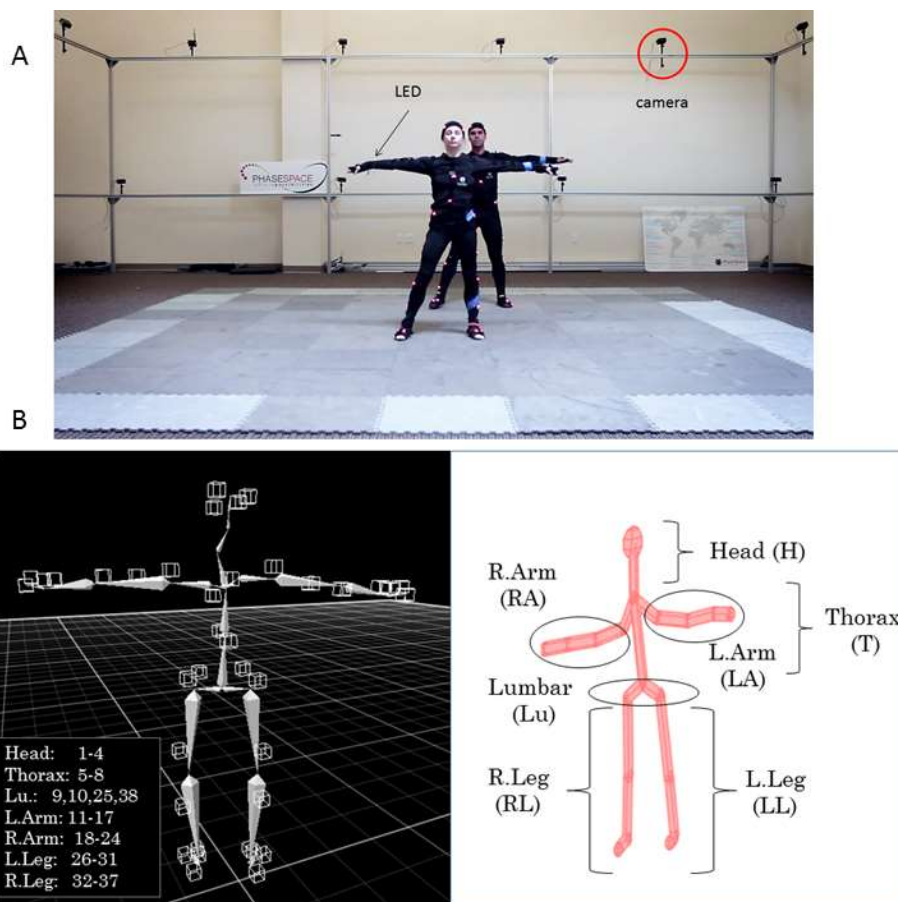 A
LED
camera
PHASESPACE
B
Head: 1-4
Thorax: 5-8
Lu.: 9,10,25,38
L.Arm: 11-17
R.Arm: 18-24
L.Leg: 26-31
R.Leg: 32-37
Head (H)
R.Arm
(RA)
Thorax
(T)
L.Arm
(LA)
Lumbar
(Lu)
R.Leg
(RL)
L.Leg
(LL)